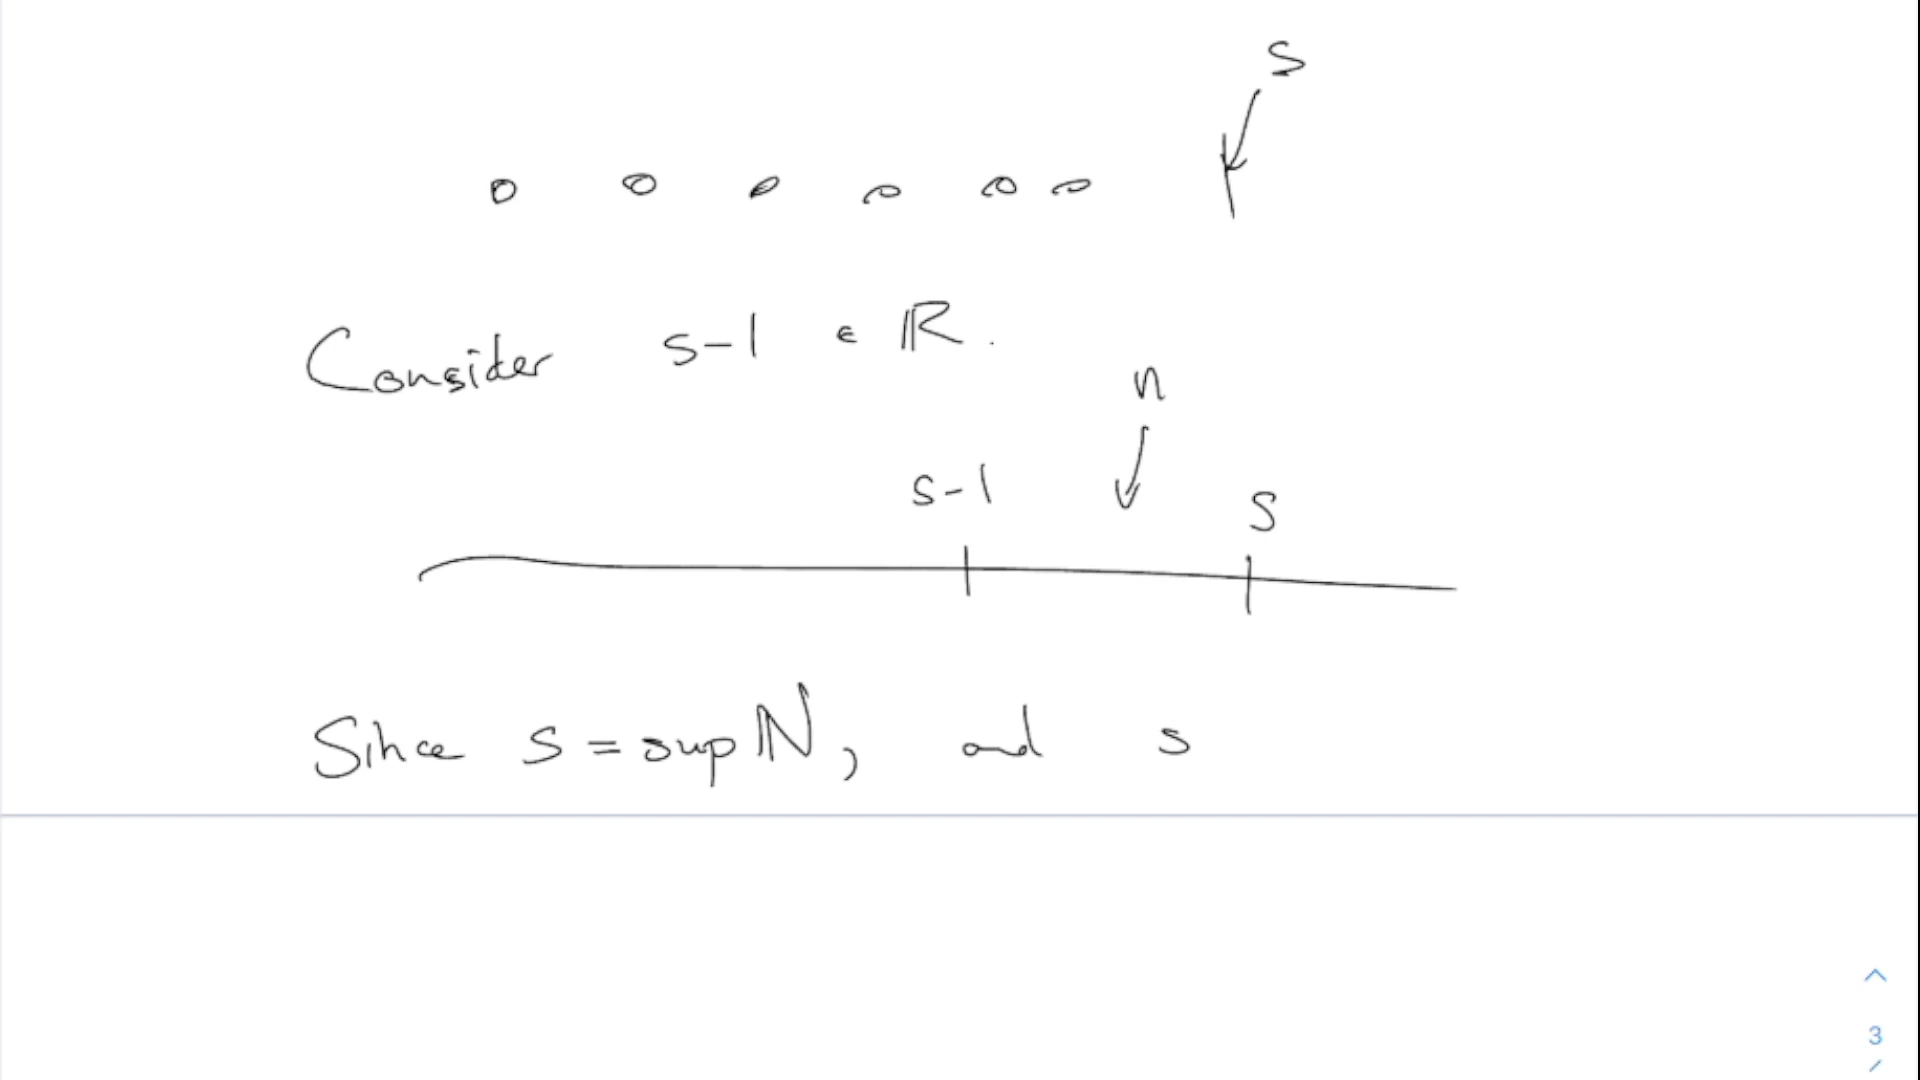 s
Consider s-1 ∈ ℝ.
n
s-1 s
Since s = sup ℕ, and s
3